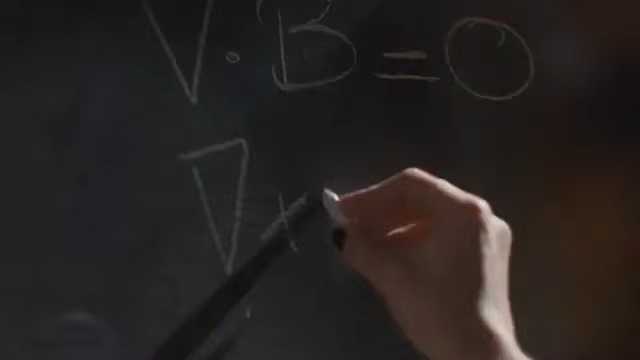 ∇ · B = 0
∇ ×